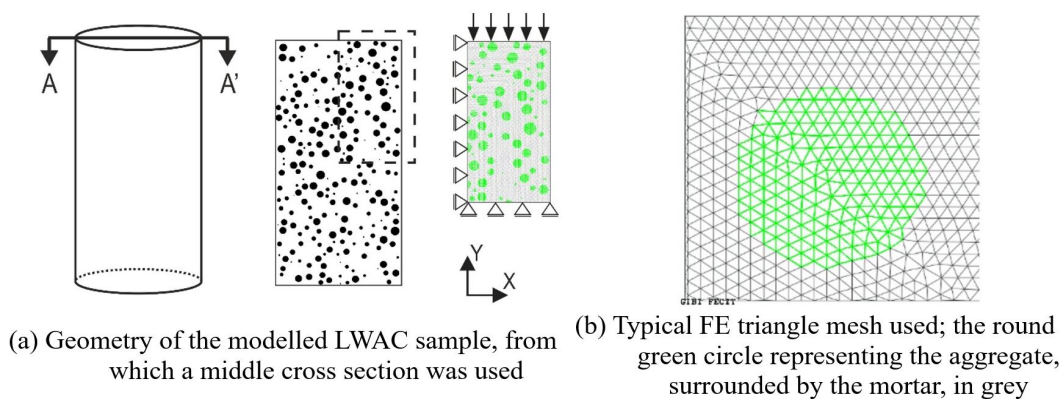 A
A'
Y
X
GIBI FECIT
(a) Geometry of the modelled LWAC sample, from
which a middle cross section was used
(b) Typical FE triangle mesh used; the round
green circle representing the aggregate,
surrounded by the mortar, in grey